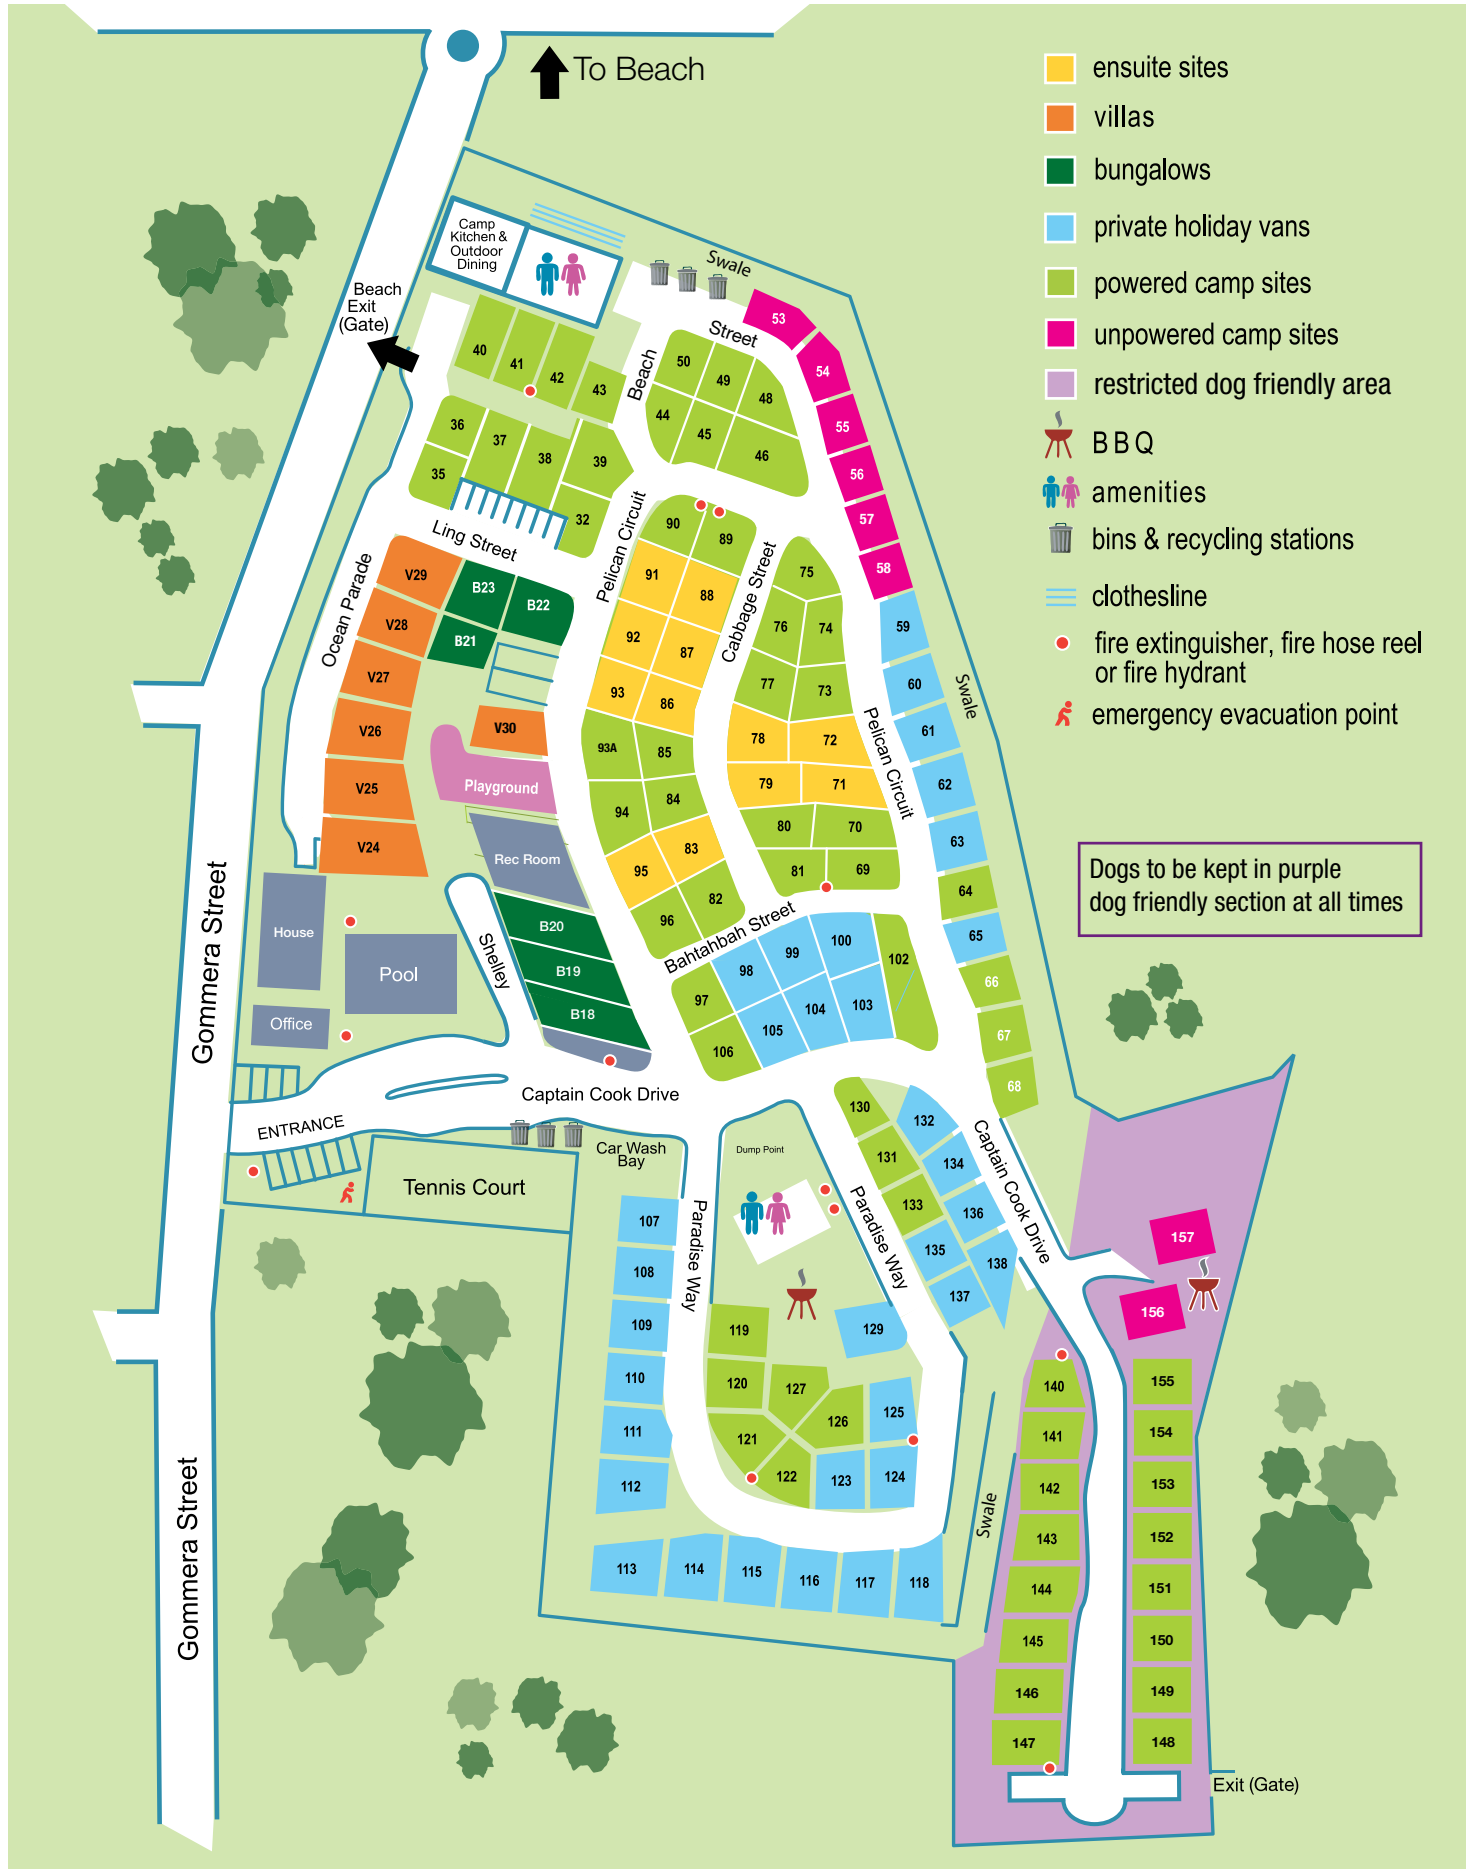 To Beach
ensuite sites
villas
bungalows
private holiday vans
powered camp sites
unpowered camp sites
restricted dog friendly area
BBQ
amenities
bins & recycling stations
clothesline
fire extinguisher, fire hose reel
or fire hydrant
emergency evacuation point
Dogs to be kept in purple
dog friendly section at all times
Camp
Kitchen &
Outdoor
Dining
Swale
Beach
Exit
(Gate)
Street
Beach
53
54
55
56
57
58
40
41
42
43
50
49
48
44
45
46
36
37
38
39
35
32
Ling Street
Pelican Circuit
Cabbage Street
Ocean Parade
90
89
91
88
92
87
93
86
93A
85
94
84
95
83
96
82
75
76
74
77
73
78
72
79
71
80
70
81
69
59
60
61
62
63
64
65
66
67
68
Swale
Pelican Circuit
V29
V28
V27
V26
V25
V24
B23
B22
B21
V30
Playground
Rec Room
B20
B19
B18
House
Pool
Office
Shelley
Gommera Street
Bahtahbah Street
97
98
99
100
102
106
105
104
103
Captain Cook Drive
ENTRANCE
Car Wash
Bay
Dump Point
Tennis Court
Paradise Way
Paradise Way
Captain Cook Drive
130
131
132
133
134
135
136
137
138
107
108
109
110
111
112
113
114
115
116
117
118
119
120
121
122
123
124
125
126
127
129
157
156
140
141
142
143
144
145
146
147
155
154
153
152
151
150
149
148
Swale
Gommera Street
Exit (Gate)